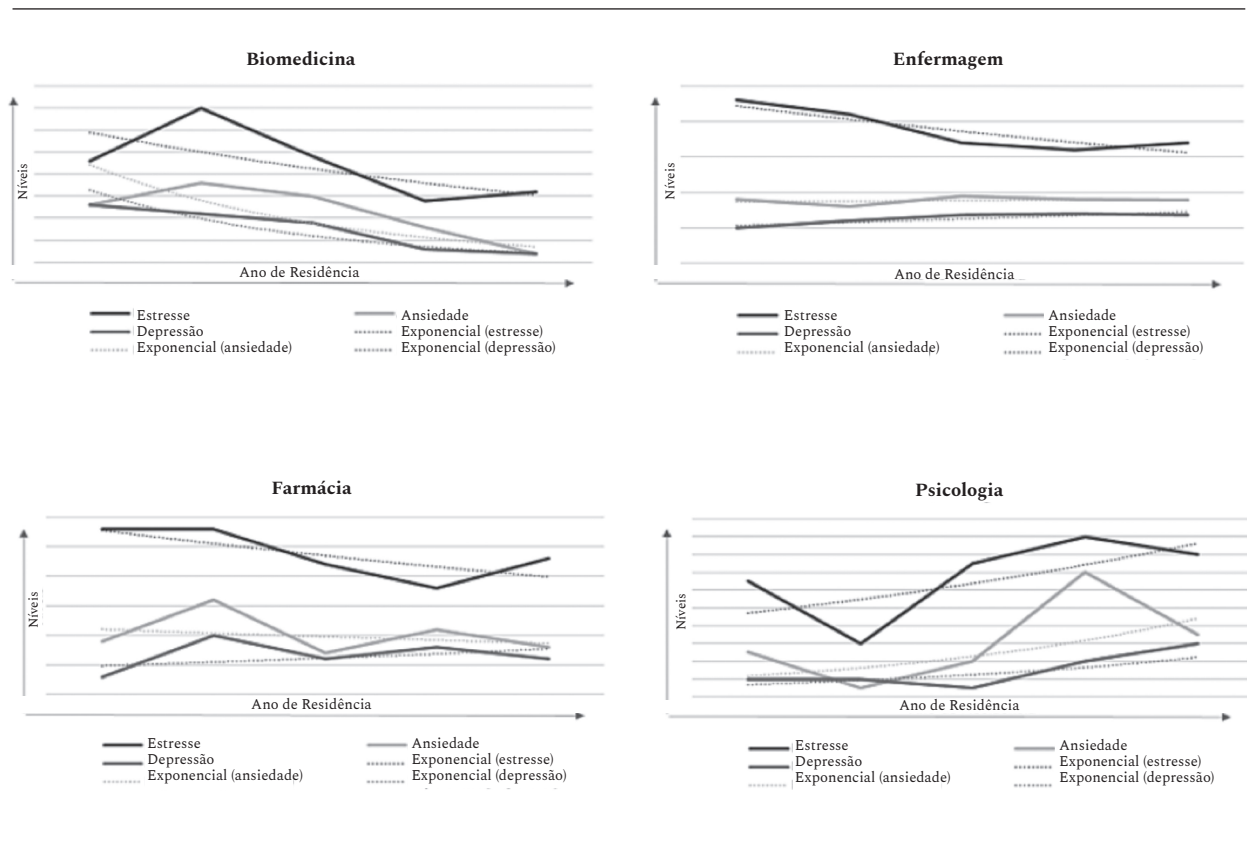 Biomedicina
Níveis
Ano de Residência
Estresse
Ansiedade
Depressão
Exponencial (estresse)
Exponencial (ansiedade)
Exponencial (depressão)
Enfermagem
Níveis
Ano de Residência
Estresse
Ansiedade
Depressão
Exponencial (estresse)
Exponencial (ansiedade)
Exponencial (depressão)
Farmácia
Níveis
Ano de Residência
Estresse
Ansiedade
Depressão
Exponencial (estresse)
Exponencial (ansiedade)
Exponencial (depressão)
Psicologia
Níveis
Ano de Residência
Estresse
Ansiedade
Depressão
Exponencial (estresse)
Exponencial (ansiedade)
Exponencial (depressão)